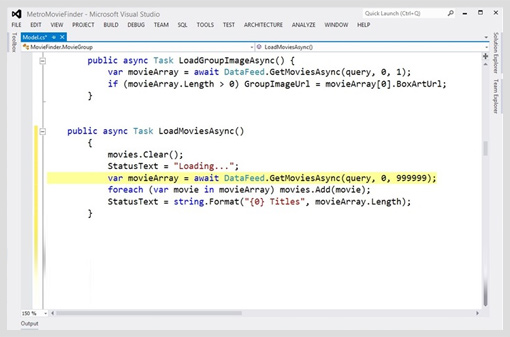 MetroMovieFinder - Microsoft Visual Studio
Quick Launch (Ctrl+Q)
FILE EDIT VIEW PROJECT BUILD DEBUG TEAM SQL TOOLS TEST ARCHITECTURE ANALYZE WINDOW HELP
Toolbox
Model.cs*
MovieFinder.MovieGroup
LoadMoviesAsync()
Solution Explorer
Team Explorer
public async Task LoadGroupImageAsync() {
var movieArray = await DataFeed.GetMoviesAsync(query, 0, 1);
if (movieArray.Length > 0) GroupImageUrl = movieArray[0].BoxArtUrl;
}
public async Task LoadMoviesAsync()
{
movies.Clear();
StatusText = "Loading...";
var movieArray = await DataFeed.GetMoviesAsync(query, 0, 999999);
foreach (var movie in movieArray) movies.Add(movie);
StatusText = string.Format("{0} Titles", movieArray.Length);
}
150 %
Output